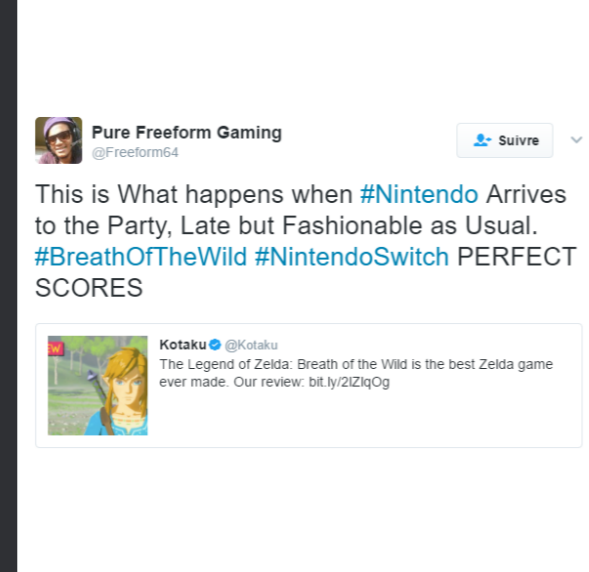 Pure Freeform Gaming
@Freeform64
Suivre
This is What happens when #Nintendo Arrives
to the Party, Late but Fashionable as Usual.
#BreathOfTheWild #NintendoSwitch PERFECT
SCORES
EW
Kotaku @Kotaku
The Legend of Zelda: Breath of the Wild is the best Zelda game
ever made. Our review: bit.ly/2lZlqOg